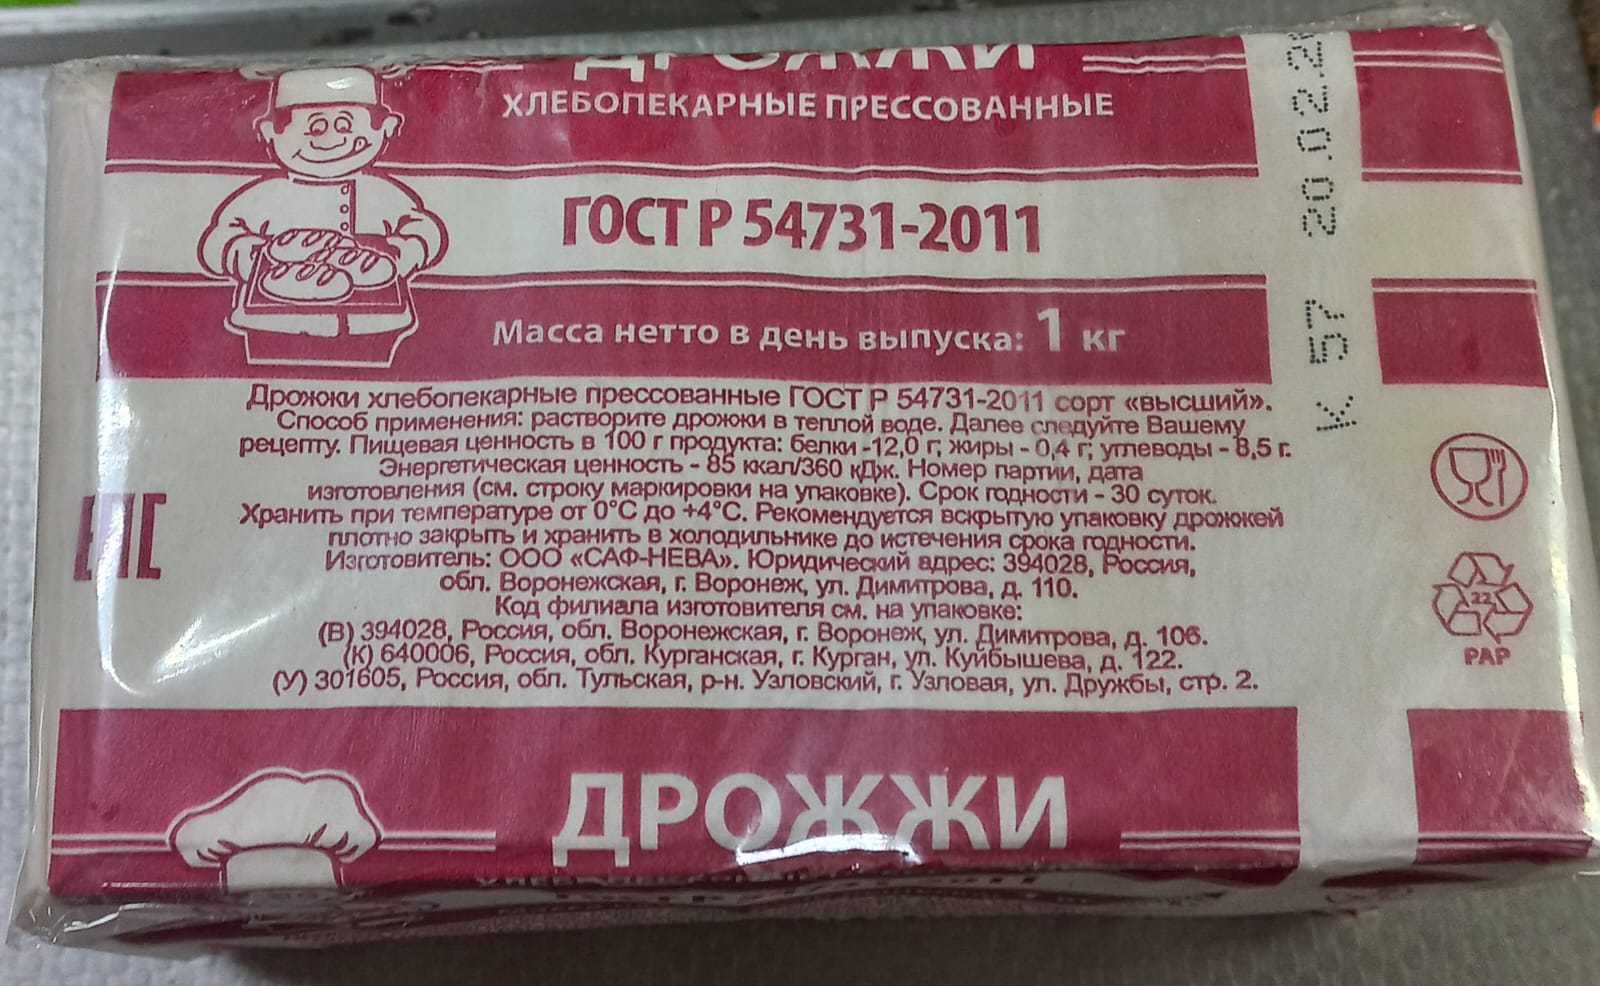 ДРОЖЖИ
ХЛЕБОПЕКАРНЫЕ ПРЕССОВАННЫЕ
ГОСТ Р 54731-2011
Масса нетто в день выпуска: 1 кг
Дрожжи хлебопекарные прессованные ГОСТ Р 54731-2011 сорт «высший».
Способ применения: растворите дрожжи в теплой воде. Далее следуйте Вашему
рецепту. Пищевая ценность в 100 г продукта: белки -12,0 г; жиры - 0,4 г; углеводы - 8,5 г.
Энергетическая ценность - 85 ккал/360 кДж. Номер партии, дата
изготовления (см. строку маркировки на упаковке). Срок годности - 30 суток.
Хранить при температуре от 0°С до +4°С. Рекомендуется вскрытую упаковку дрожжей
плотно закрыть и хранить в холодильнике до истечения срока годности.
Изготовитель: ООО «САФ-НЕВА». Юридический адрес: 394028, Россия,
обл. Воронежская, г. Воронеж, ул. Димитрова, д. 110.
Код филиала изготовителя см. на упаковке:
(В) 394028, Россия, обл. Воронежская, г. Воронеж, ул. Димитрова, д. 106.
(К) 640006, Россия, обл. Курганская, г. Курган, ул. Куйбышева, д. 122.
(У) 301605, Россия, обл. Тульская, р-н. Узловский, г. Узловая, ул. Дружбы, стр. 2.
ЕАС
К 57 20.02.2
22
PAP
ДРОЖЖИ